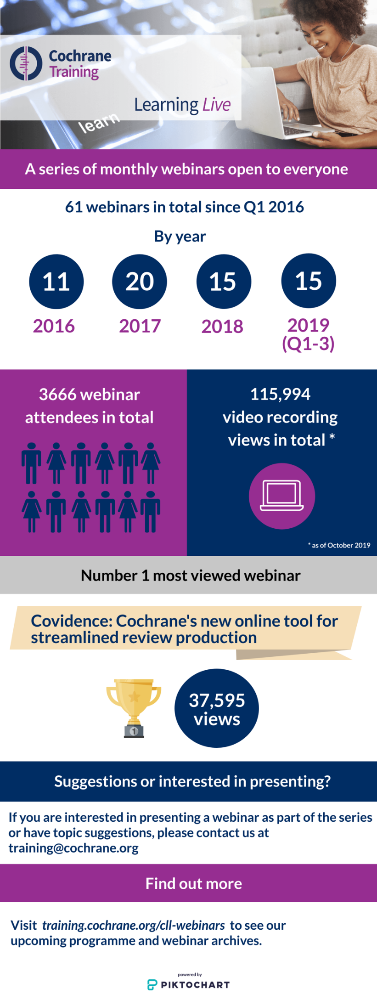 Cochrane
Training
Learning Live
learn
A series of monthly webinars open to everyone
61 webinars in total since Q1 2016
By year
11
20
15
15
2016
2017
2018
2019
(Q1-3)
3666 webinar
attendees in total
115,994
video recording
views in total *
* as of October 2019
Number 1 most viewed webinar
Covidence: Cochrane's new online tool for
streamlined review production
1
37,595
views
Suggestions or interested in presenting?
If you are interested in presenting a webinar as part of the series
or have topic suggestions, please contact us at
training@cochrane.org
Find out more
Visit training.cochrane.org/cll-webinars to see our
upcoming programme and webinar archives.
powered by
PIKTOCHART